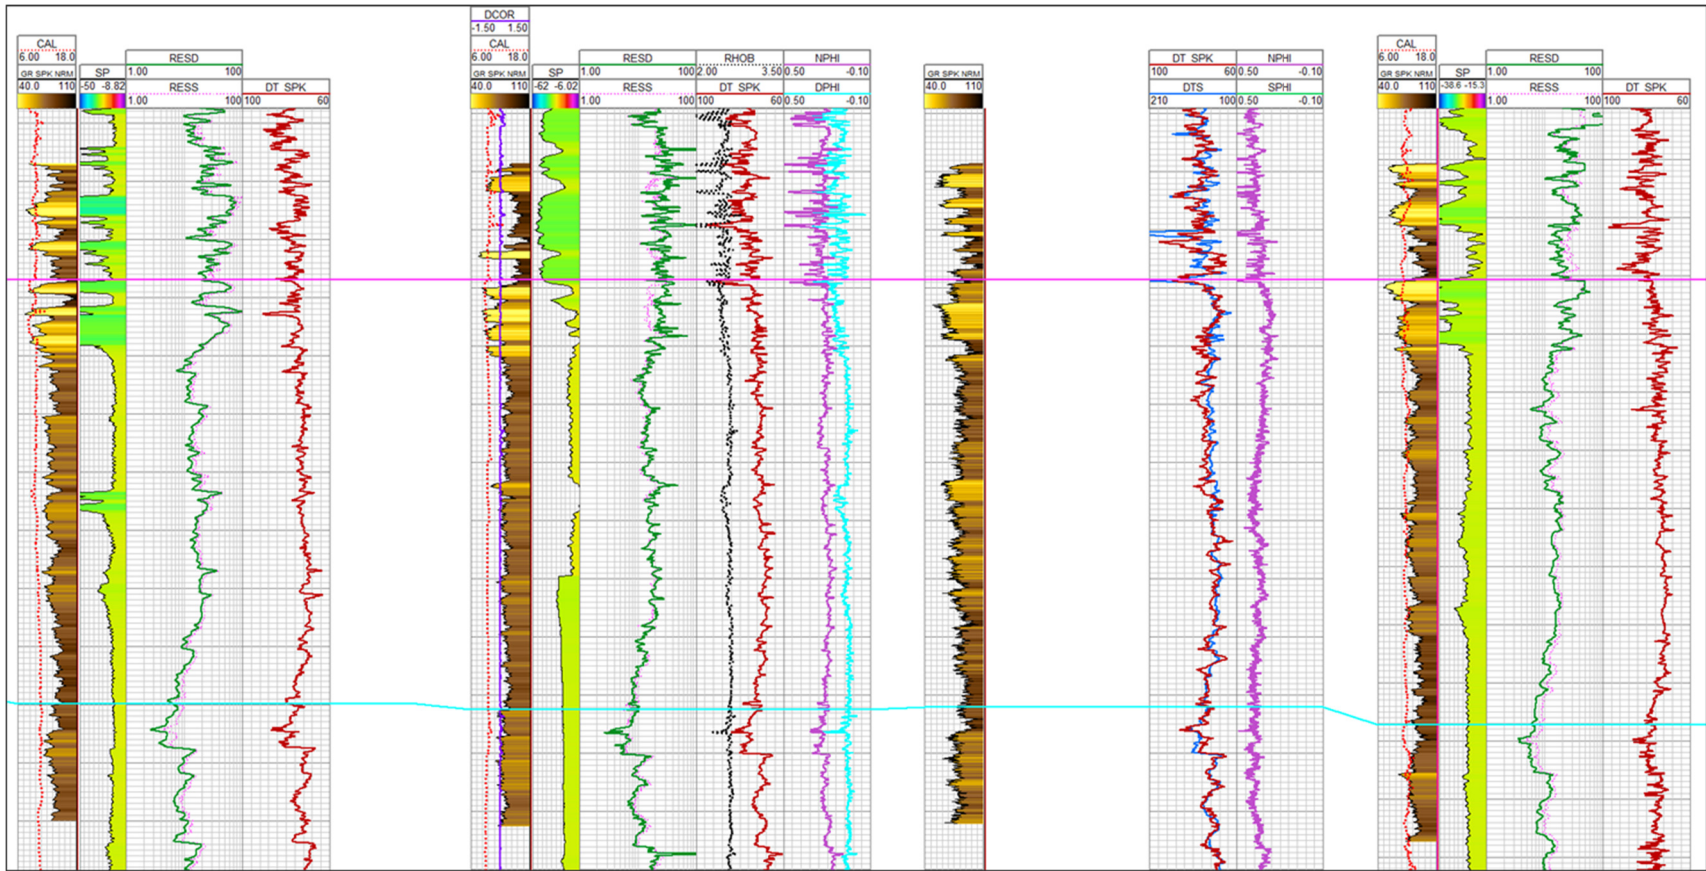 DCOR
-1.50 1.50
CAL
6.00 18.0
GR SPK NRM
40.0 110
SP
-50 -8.82
RESD
1.00 100
RESS
1.00 100
DT SPK
100 60
CAL
6.00 18.0
GR SPK NRM
40.0 110
SP
-62 -6.02
RESD
1.00 100
RESS
1.00 100
RHOB
2.00 3.50
DT SPK
100 60
NPHI
0.50 -0.10
DPHI
0.50 -0.10
GR SPK NRM
40.0 110
DT SPK
100 60
DTS
210 100
NPHI
0.50 -0.10
SPHI
0.50 -0.10
CAL
6.00 18.0
GR SPK NRM
40.0 110
SP
-38.6 -15.3
RESD
1.00 100
RESS
1.00 100
DT SPK
100 60